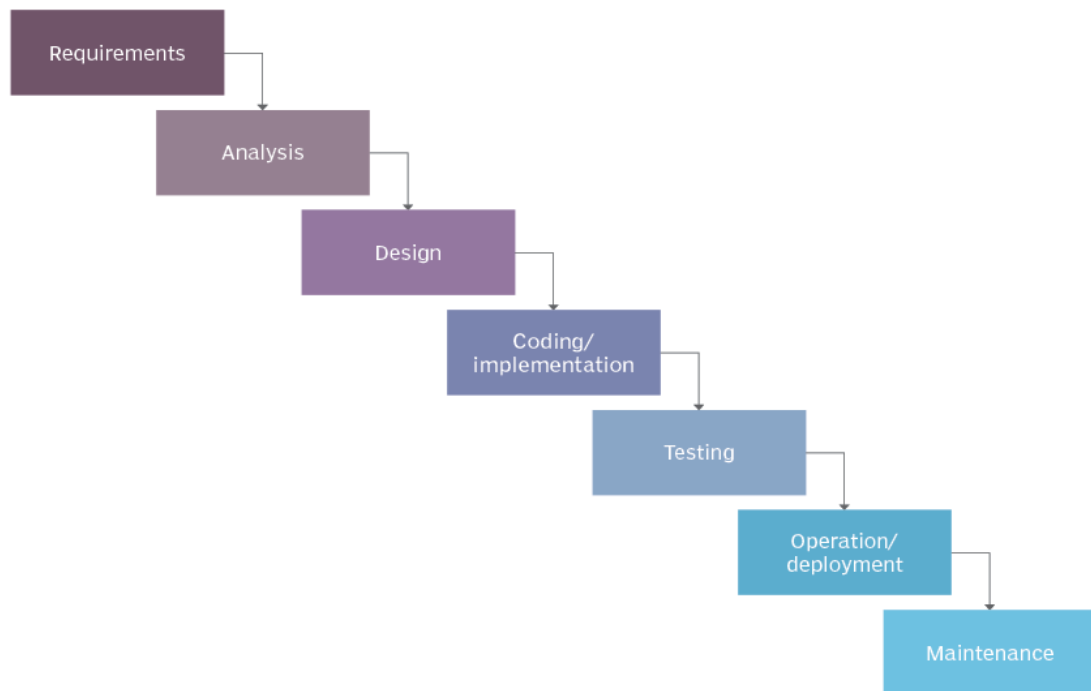 Requirements
Analysis
Design
Coding/
implementation
Testing
Operation/
deployment
Maintenance